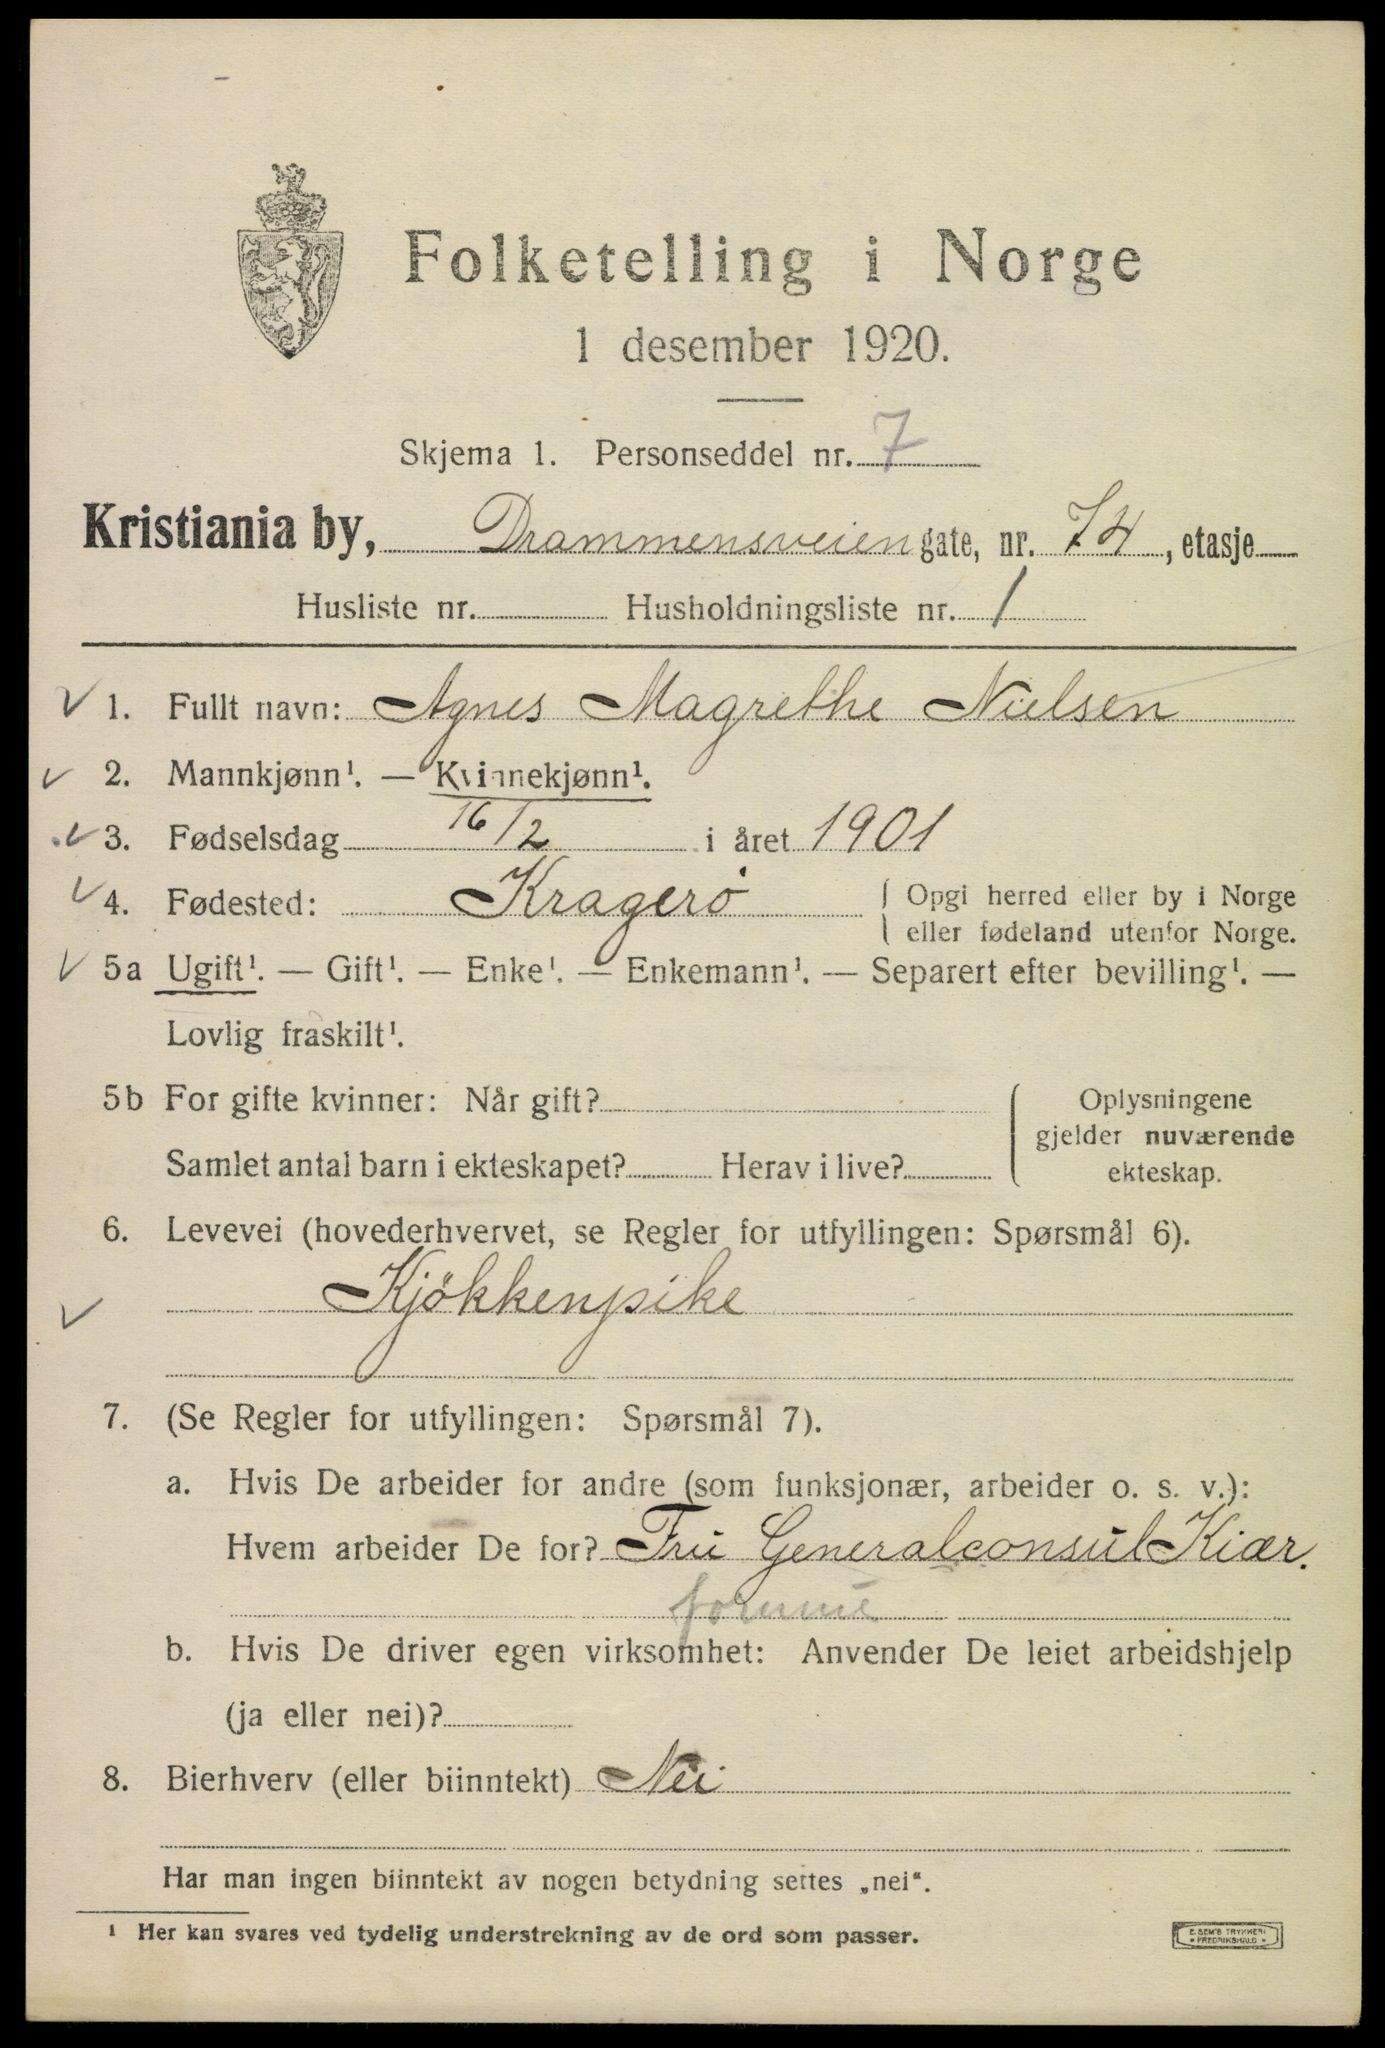 Folketelling i Norge
1 desember 1920.
Skjema 1. Personseddel nr. 7
Kristiania by, Drammensveien gate, nr. 74, etasje
Husliste nr. Husholdningsliste nr. 1
1. Fullt navn: Agnes Magrethe Nielsen
2. Mannkjønn¹. — Kvinnekjønn¹.
3. Fødselsdag 16/2 i året 1901
4. Fødested: Kragerö { Opgi herred eller by i Norge
eller fødeland utenfor Norge.
5a Ugift¹. — Gift¹. — Enke¹. — Enkemann¹. — Separert efter bevilling¹. —
Lovlig fraskilt¹.
5b For gifte kvinner: Når gift?
Samlet antal barn i ekteskapet? Herav i live?
Oplysningene
gjelder nuværende
ekteskap.
6. Levevei (hovederhvervet, se Regler for utfyllingen: Spørsmål 6).
Kjökkenpike
7. (Se Regler for utfyllingen: Spørsmål 7).
a. Hvis De arbeider for andre (som funksjonær, arbeider o. s. v.):
Hvem arbeider De for? Fru Generalconsul Kiær.
b. Hvis De driver egen virksomhet: Anvender De leiet arbeidshjelp
(ja eller nei)?
8. Bierhverv (eller biinntekt) Nei
Har man ingen biinntekt av nogen betydning settes „nei“.
¹ Her kan svares ved tydelig understrekning av de ord som passer.
E. SEM'S TRYKKERI
FREDRIKSHALD